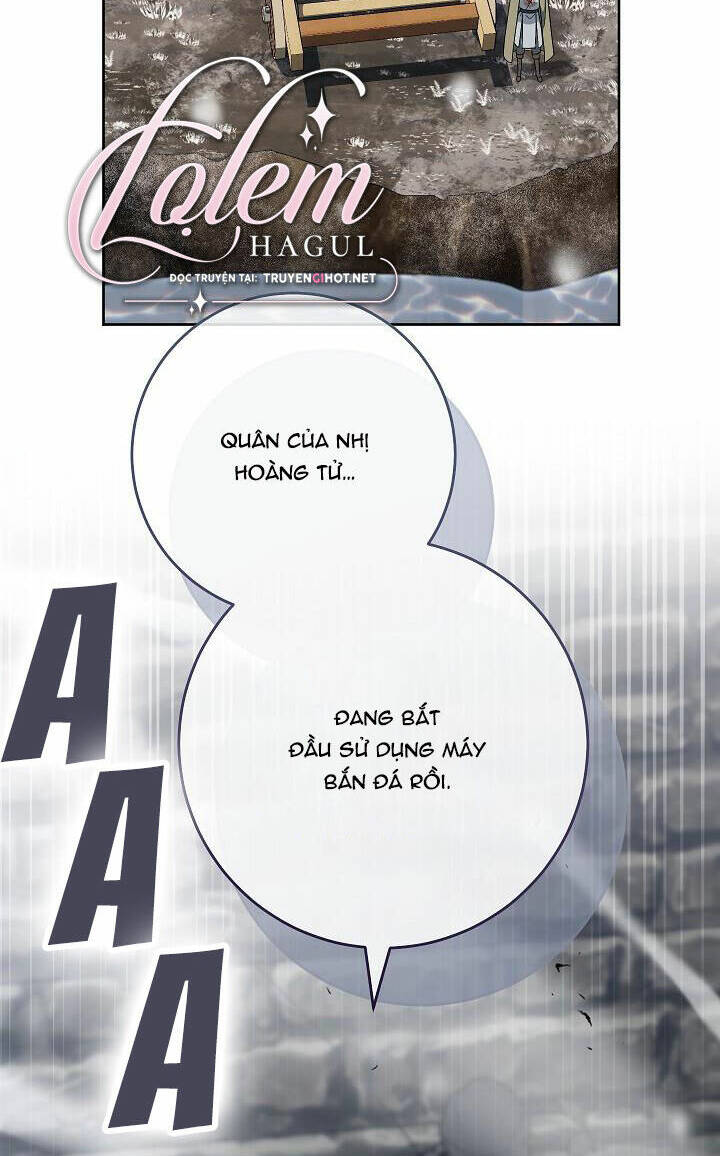 Lọlem
HAGUL
ĐỌC TRUYỆN TẠI: TRUYENGIHOT.NET
QUÂN CỦA NHỊ
HOÀNG TỬ...
ĐANG BẮT
ĐẦU SỬ DỤNG MÁY
BẮN ĐÁ RỒI.
A
A
A